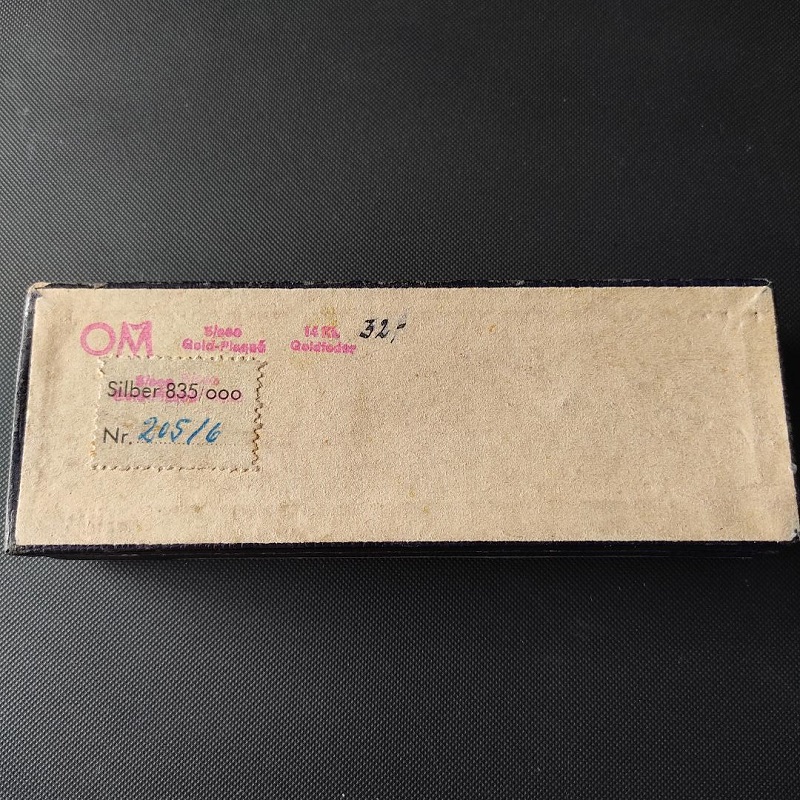 OM
5/000
Gold-Plaqué
14 Kt.
Goldfeder
32,-
Silber 835/000
Nr. 205/6